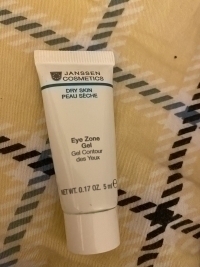 JANSSEN
COSMETICS
DRY SKIN
PEAU SÈCHE
Eye Zone
Gel
Gel Contour
des Yeux
NET WT. 0.17 OZ. 5 ml ℮